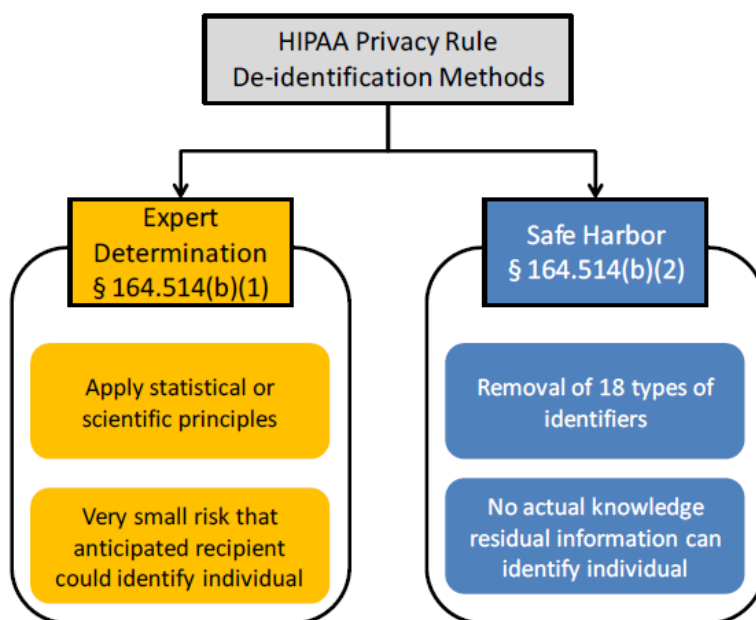 HIPAA Privacy Rule
De-identification Methods
Expert
Determination
§ 164.514(b)(1)
Apply statistical or
scientific principles
Very small risk that
anticipated recipient
could identify individual
Safe Harbor
§ 164.514(b)(2)
Removal of 18 types of
identifiers
No actual knowledge
residual information can
identify individual